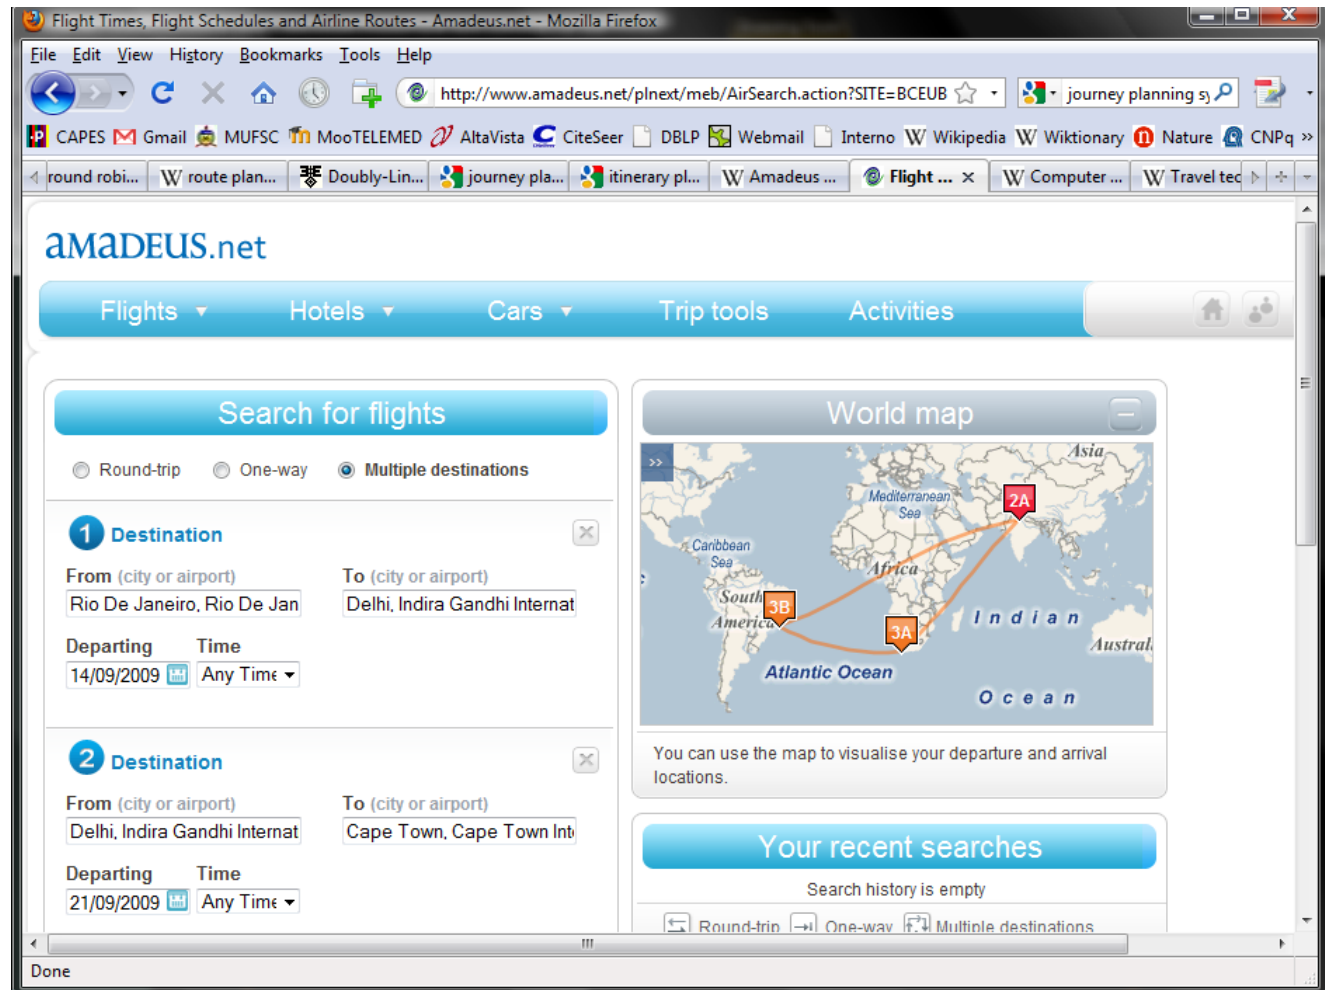 Flight Times, Flight Schedules and Airline Routes - Amadeus.net - Mozilla Firefox
File Edit View History Bookmarks Tools Help
http://www.amadeus.net/plnext/meb/AirSearch.action?SITE=BCEUB journey planning sy
CAPES Gmail MUFSC MooTELEMED AltaVista CiteSeer DBLP Webmail Interno Wikipedia Wiktionary Nature CNPq »
round robi... route plan... Doubly-Lin... journey pla... itinerary pl... Amadeus ... Flight ... × Computer ... Travel tec
aMaDEUS.net
Flights Hotels Cars Trip tools Activities
Search for flights
Round-trip One-way Multiple destinations
1 Destination
From (city or airport) To (city or airport)
Rio De Janeiro, Rio De Jan Delhi, Indira Gandhi Internat
Departing Time
14/09/2009 Any Time
2 Destination
From (city or airport) To (city or airport)
Delhi, Indira Gandhi Internat Cape Town, Cape Town Inte
Departing Time
21/09/2009 Any Time
World map
»
Asia
2A
Mediterranean
Sea
Caribbean
Sea
Africa
South
America
3B
3A
Indian
Austral
Atlantic Ocean
Ocean
You can use the map to visualise your departure and arrival
locations.
Your recent searches
Search history is empty
Round-trip One-way Multiple destinations
Done